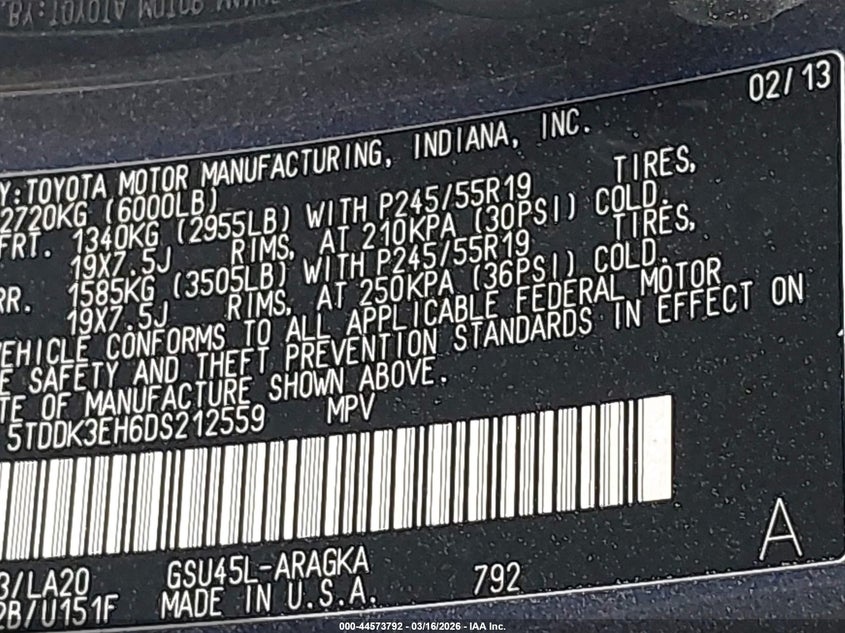 02/13
Y:TOYOTA MOTOR MANUFACTURING, INDIANA, INC.
2720KG (6000LB)
FRT. 1340KG (2955LB) WITH P245/55R19 TIRES,
19X7.5J RIMS, AT 210KPA (30PSI) COLD.
RR. 1585KG (3505LB) WITH P245/55R19 TIRES,
19X7.5J RIMS, AT 250KPA (36PSI) COLD.
VEHICLE CONFORMS TO ALL APPLICABLE FEDERAL MOTOR
E SAFETY AND THEFT PREVENTION STANDARDS IN EFFECT ON
TE OF MANUFACTURE SHOWN ABOVE.
5TDDK3EH6DS212559 MPV
A
3/LA20 GSU45L-ARAGKA 792
2B/U151F MADE IN U.S.A.
000-44573792 - 03/16/2026 - IAA Inc.